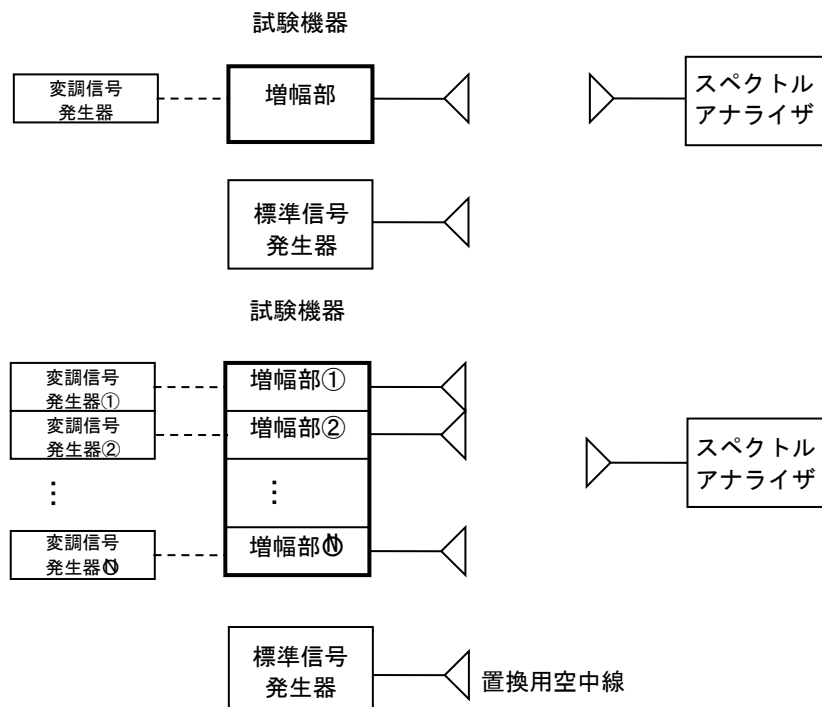 試験機器
変調信号
発生器
増幅部
スペクトル
アナライザ
標準信号
発生器
試験機器
変調信号
発生器①
増幅部①
変調信号
発生器②
増幅部②
スペクトル
アナライザ
⋮
⋮
変調信号
発生器Ⓝ
増幅部Ⓝ
標準信号
発生器
置換用空中線